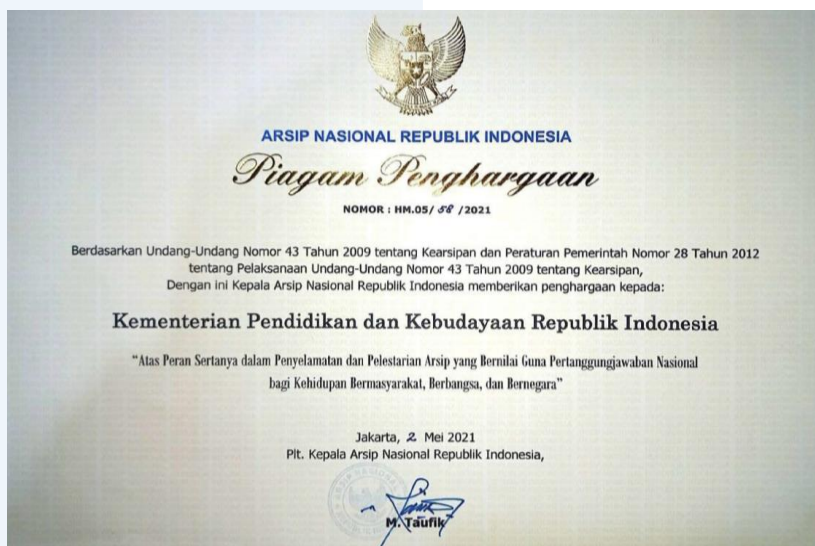 ARSIP NASIONAL REPUBLIK INDONESIA
Piagam Penghargaan
NOMOR : HM.05/ 58 /2021
Berdasarkan Undang-Undang Nomor 43 Tahun 2009 tentang Kearsipan dan Peraturan Pemerintah Nomor 28 Tahun 2012
tentang Pelaksanaan Undang-Undang Nomor 43 Tahun 2009 tentang Kearsipan,
Dengan ini Kepala Arsip Nasional Republik Indonesia memberikan penghargaan kepada:
Kementerian Pendidikan dan Kebudayaan Republik Indonesia
"Atas Peran Sertanya dalam Penyelamatan dan Pelestarian Arsip yang Bernilai Guna Pertanggungjawaban Nasional
bagi Kehidupan Bermasyarakat, Berbangsa, dan Bernegara"
Jakarta, 2 Mei 2021
Plt. Kepala Arsip Nasional Republik Indonesia,
M. Taufik